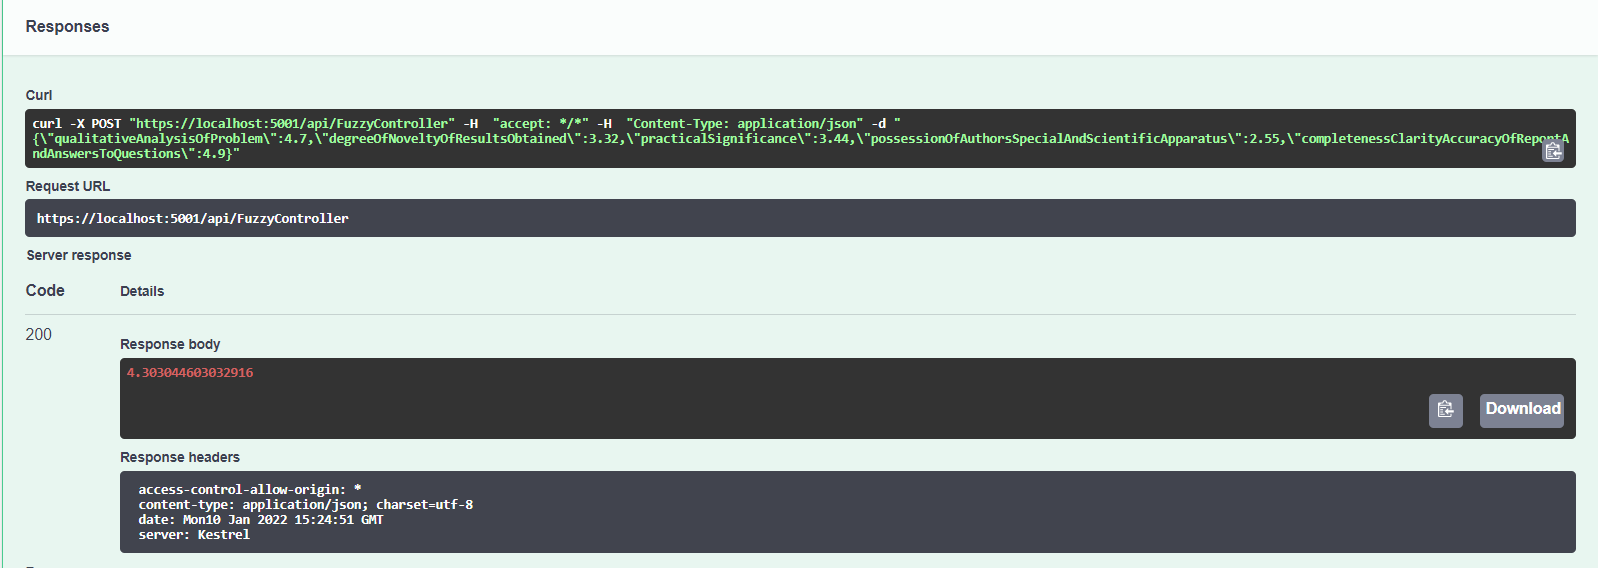 Responses
Curl
curl -X POST "https://localhost:5001/api/FuzzyController" -H  "accept: */*" -H  "Content-Type: application/json" -d "
{\"qualitativeAnalysisOfProblem\":4.7,\"degreeOfNoveltyOfResultsObtained\":3.32,\"practicalSignificance\":3.44,\"possessionOfAuthorsSpecialAndScientificApparatus\":2.55,\"completenessClarityAccuracyOfReportA
ndAnswersToQuestions\":4.9}"
Request URL
https://localhost:5001/api/FuzzyController
Server response
Code Details
200
Response body
4.303044603032916
Download
Response headers
access-control-allow-origin: *
content-type: application/json; charset=utf-8
date: Mon10 Jan 2022 15:24:51 GMT
server: Kestrel